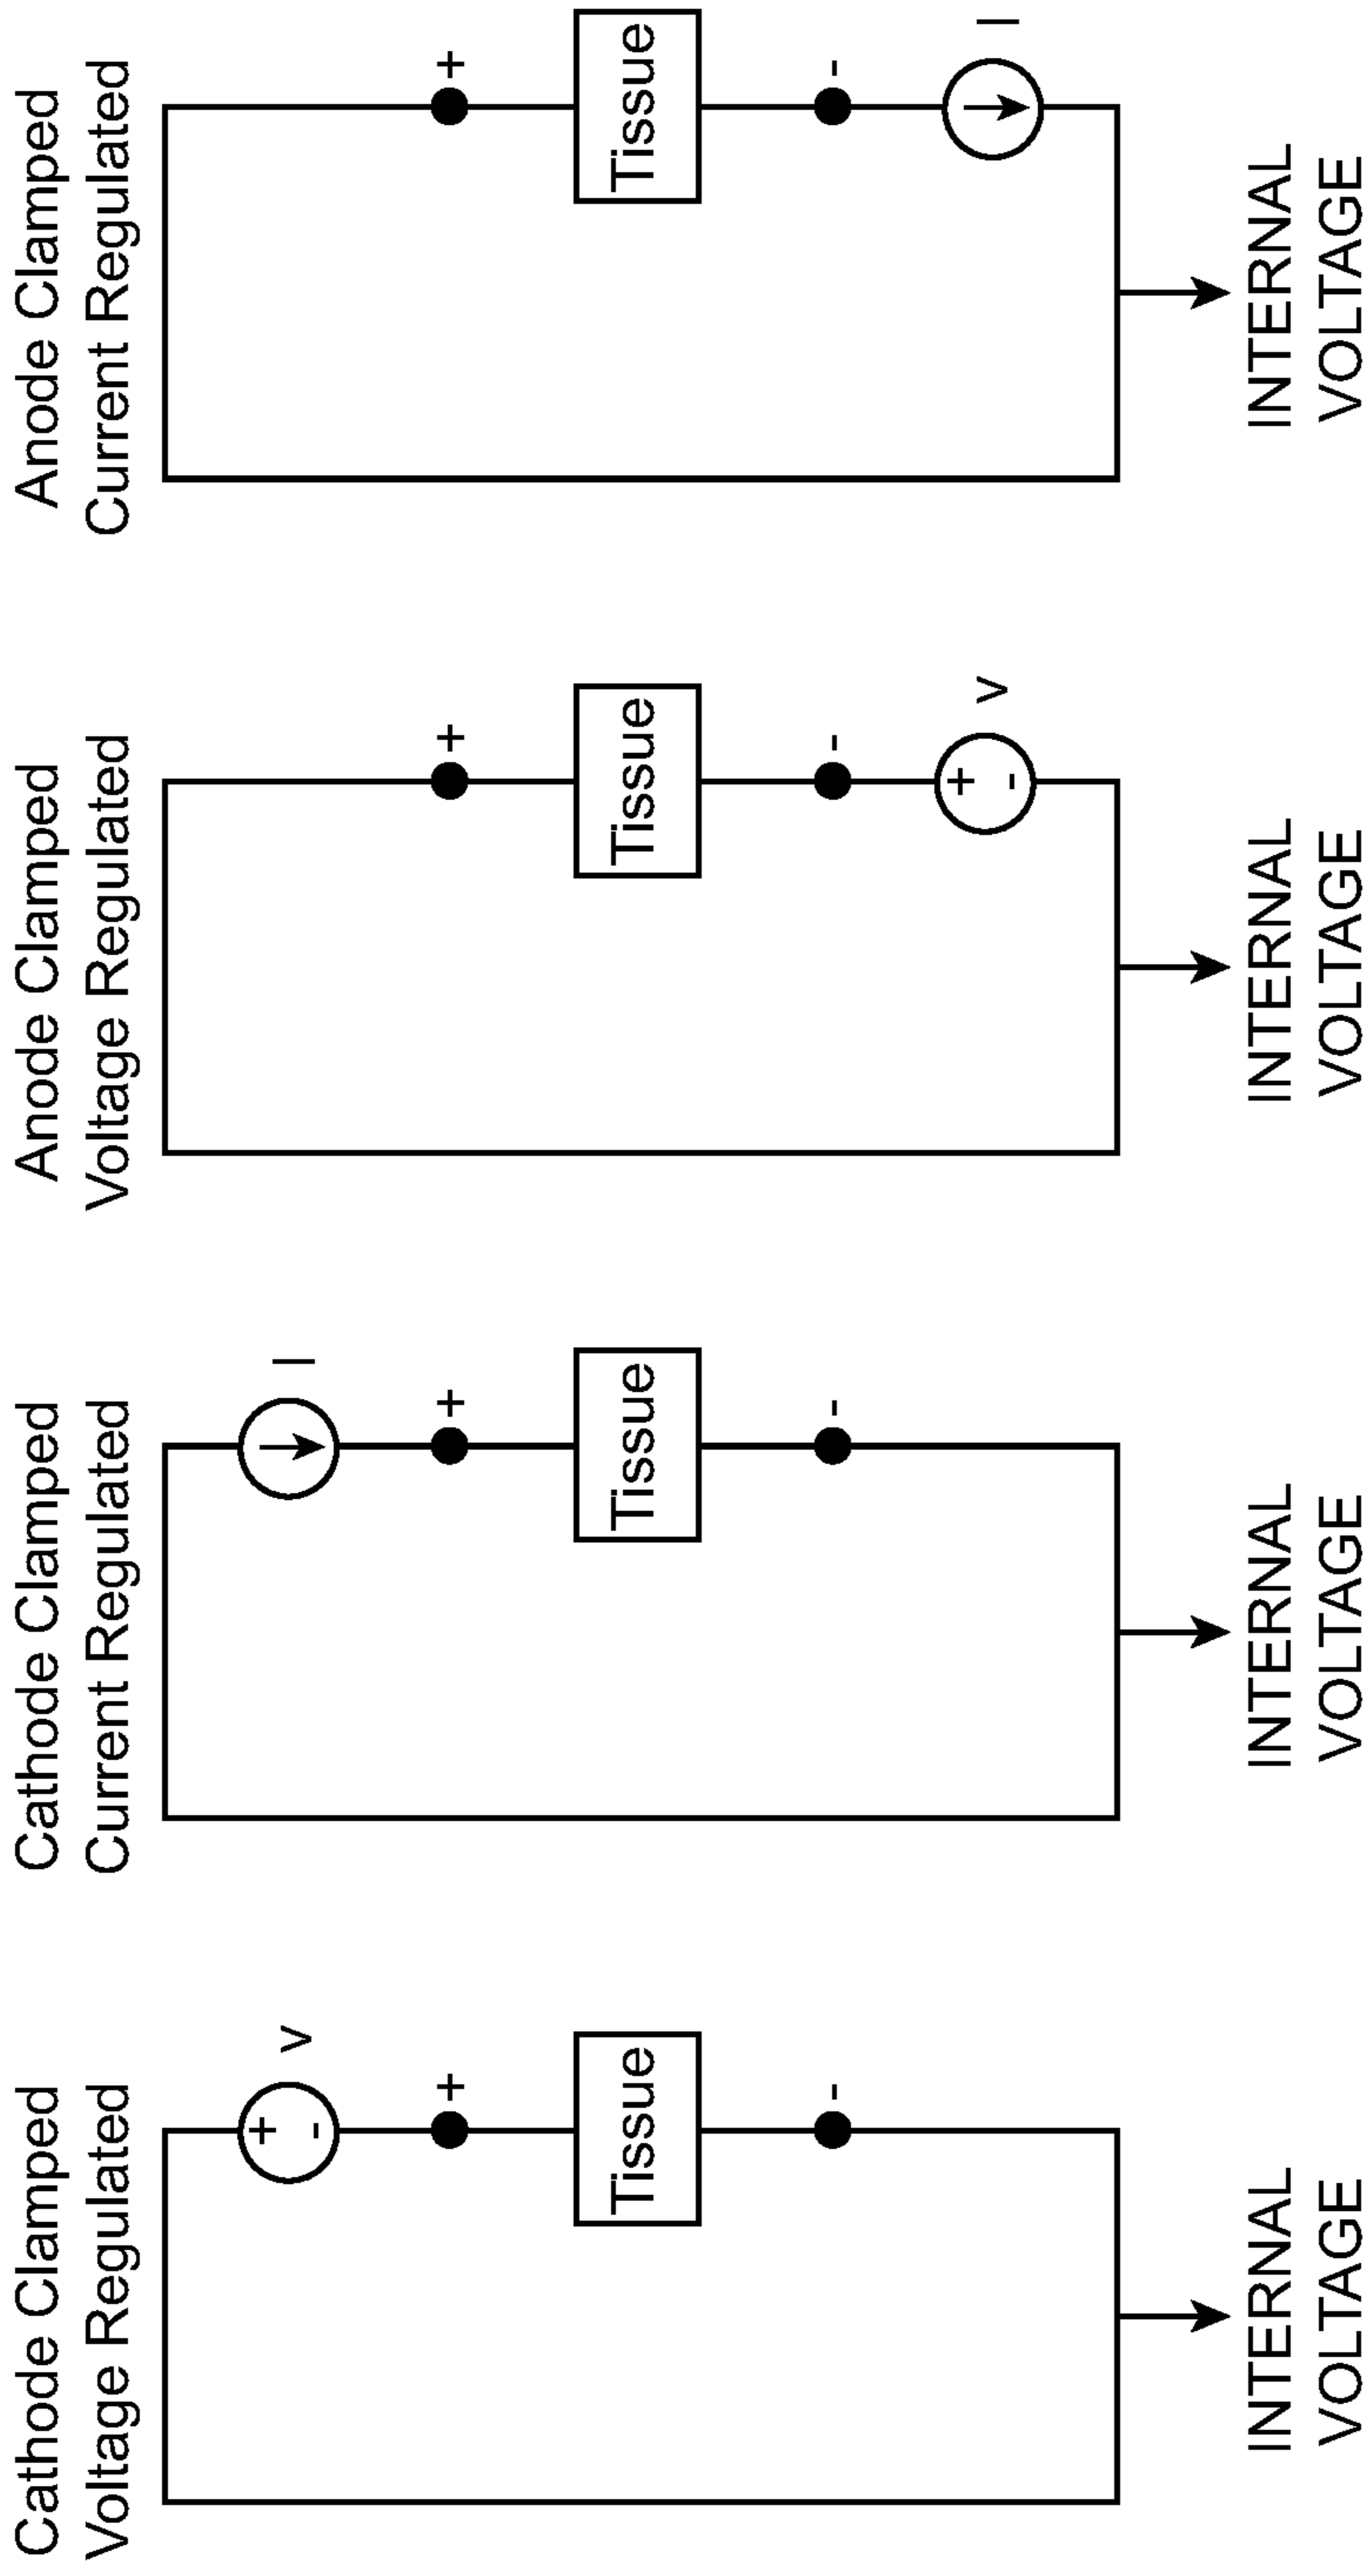 Cathode Clamped
Voltage Regulated
+
-
v
+
Tissue
-
INTERNAL
VOLTAGE
Cathode Clamped
Current Regulated
I
+
Tissue
-
INTERNAL
VOLTAGE
Anode Clamped
Voltage Regulated
+
Tissue
-
+
-
v
INTERNAL
VOLTAGE
Anode Clamped
Current Regulated
+
Tissue
-
I
INTERNAL
VOLTAGE